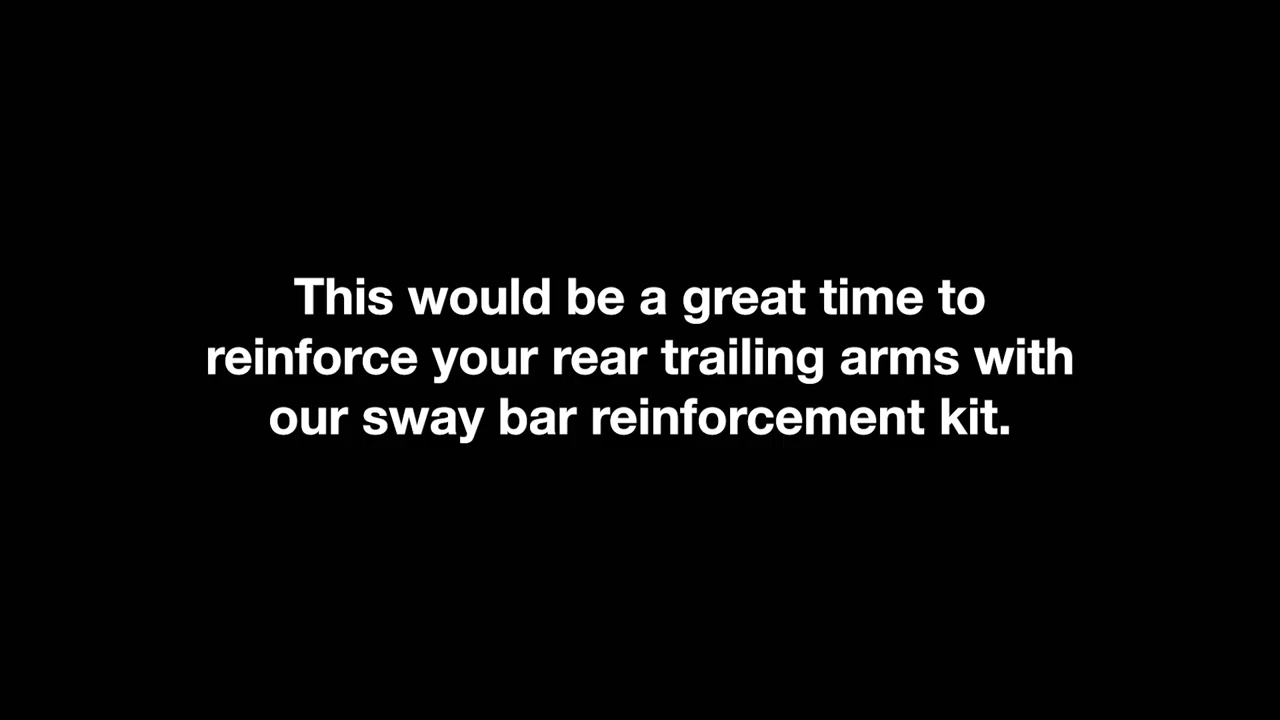 This would be a great time to
reinforce your rear trailing arms with
our sway bar reinforcement kit.